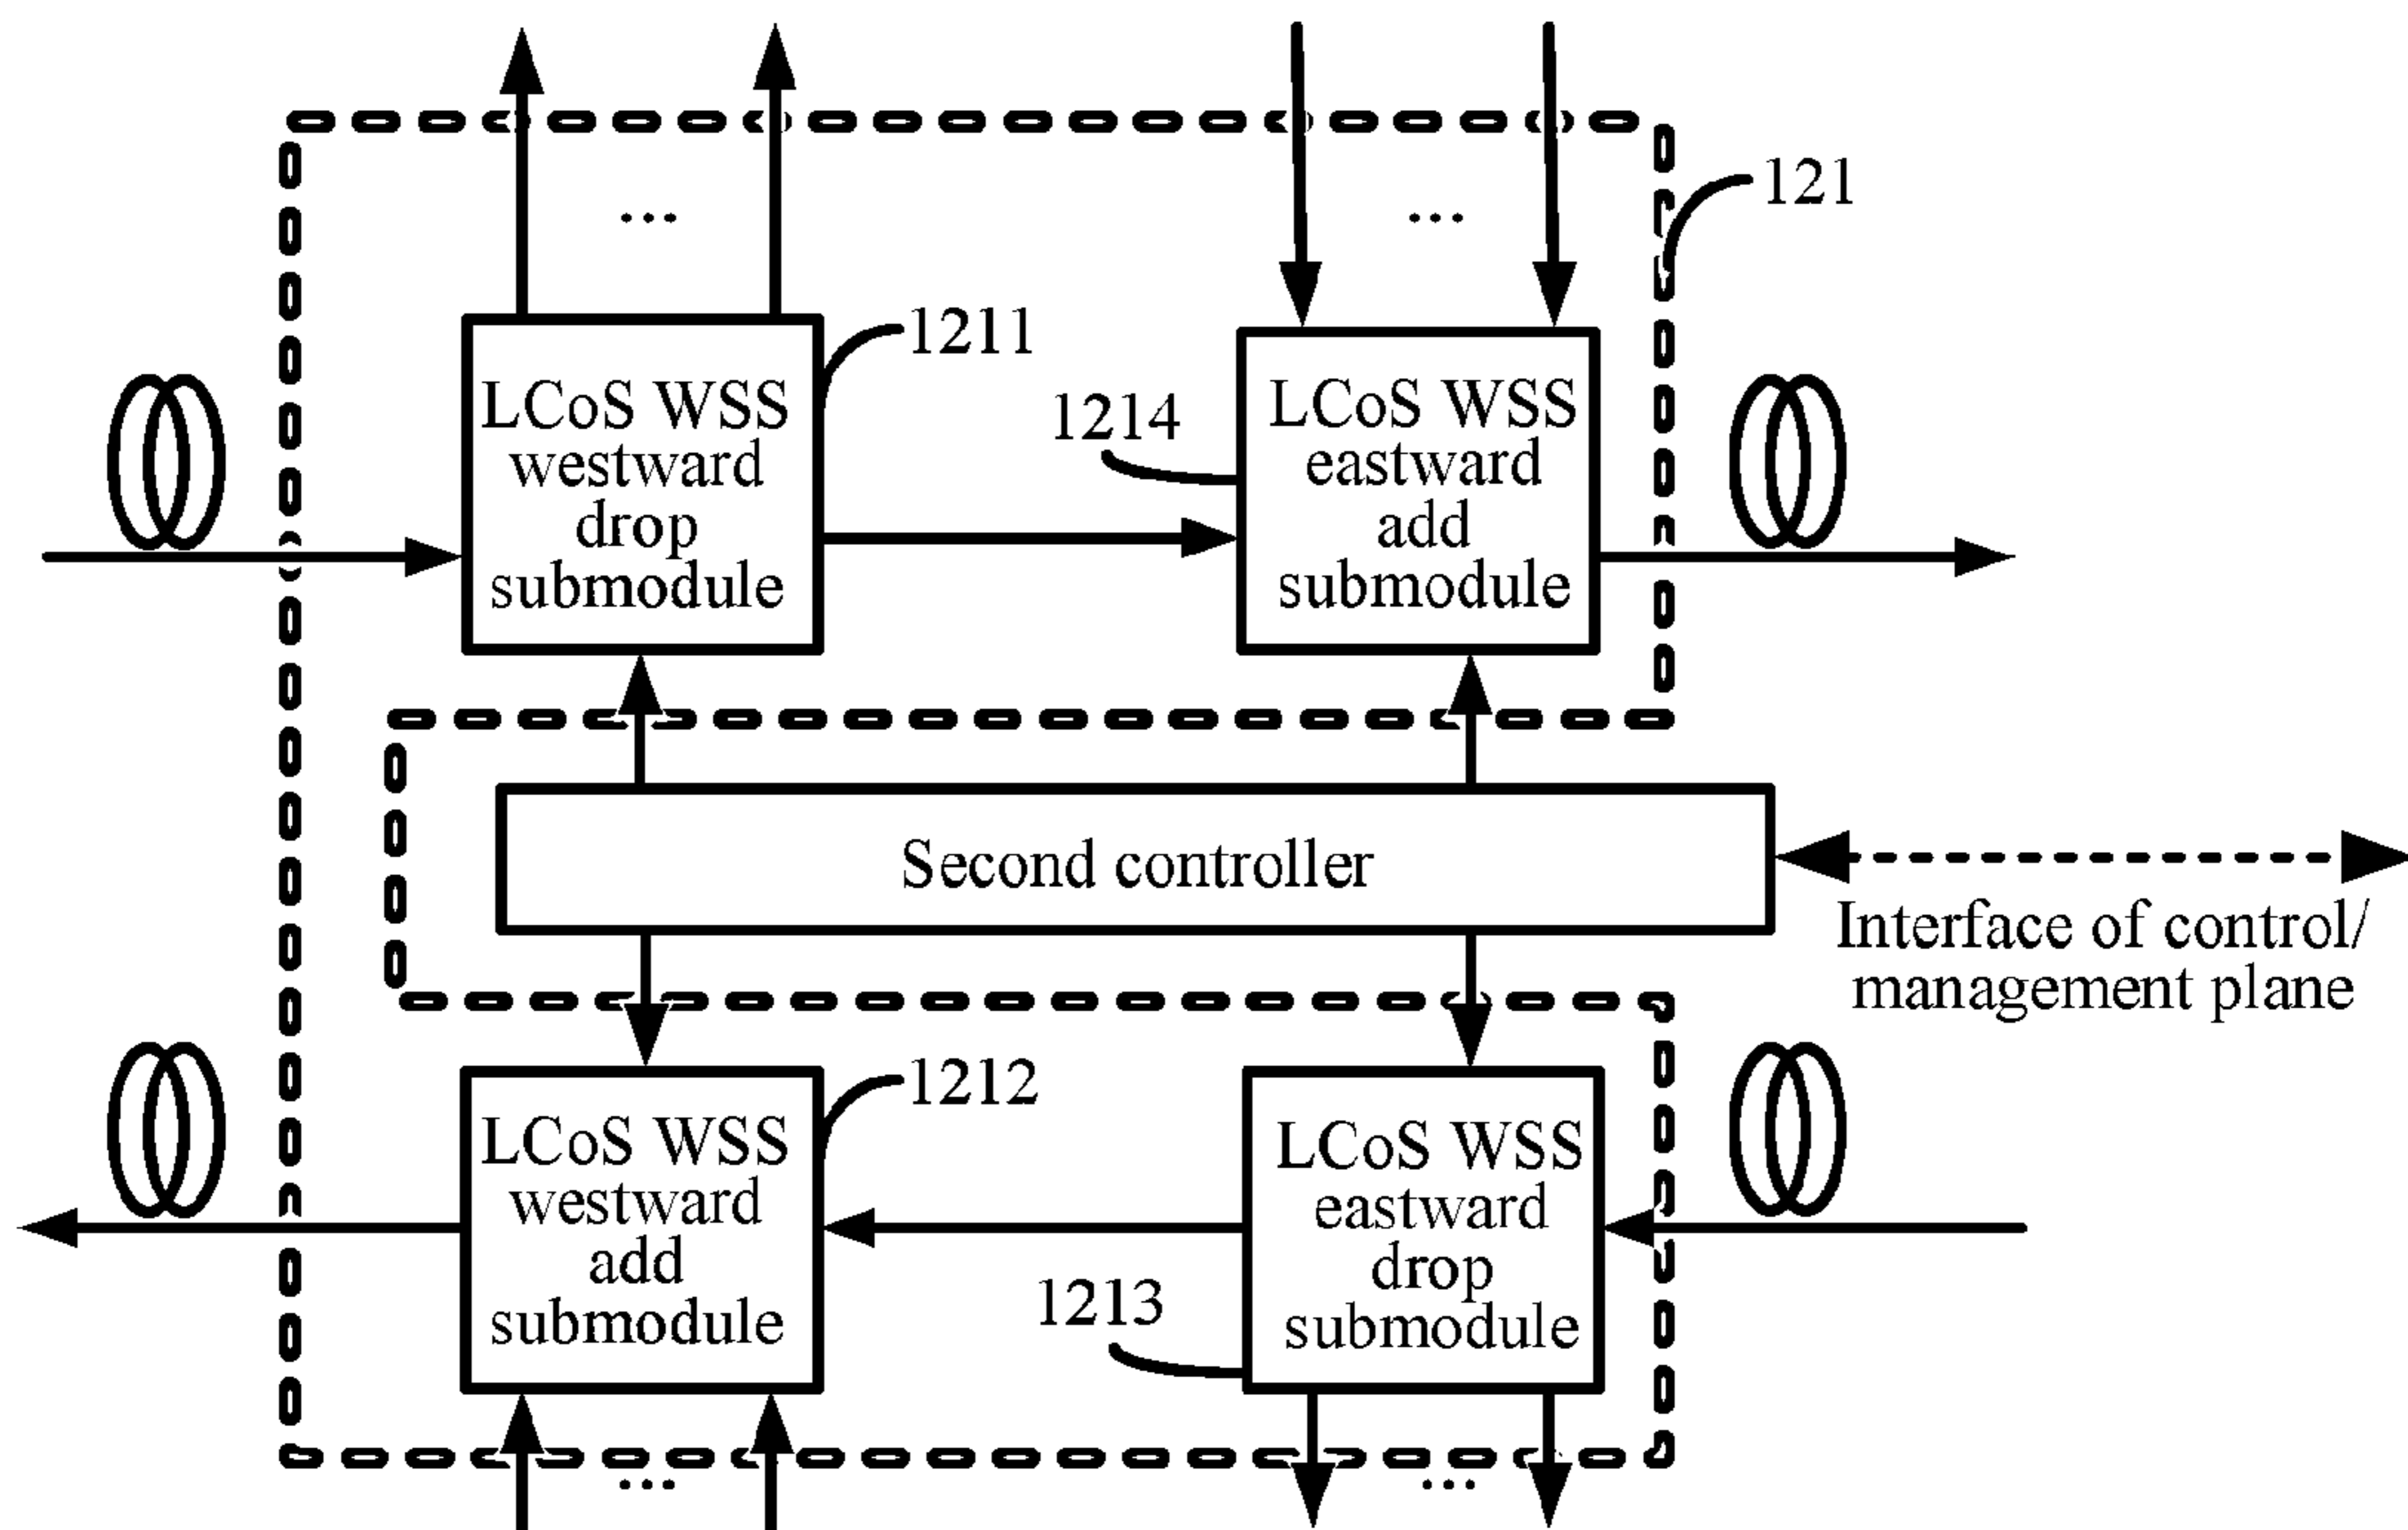 ...
...
121
1211
LCoS WSS
westward
drop
submodule
1214
LCoS WSS
eastward
add
submodule
Second controller
Interface of control/
management plane
1212
LCoS WSS
westward
add
submodule
1213
LCoS WSS
eastward
drop
submodule
...
...